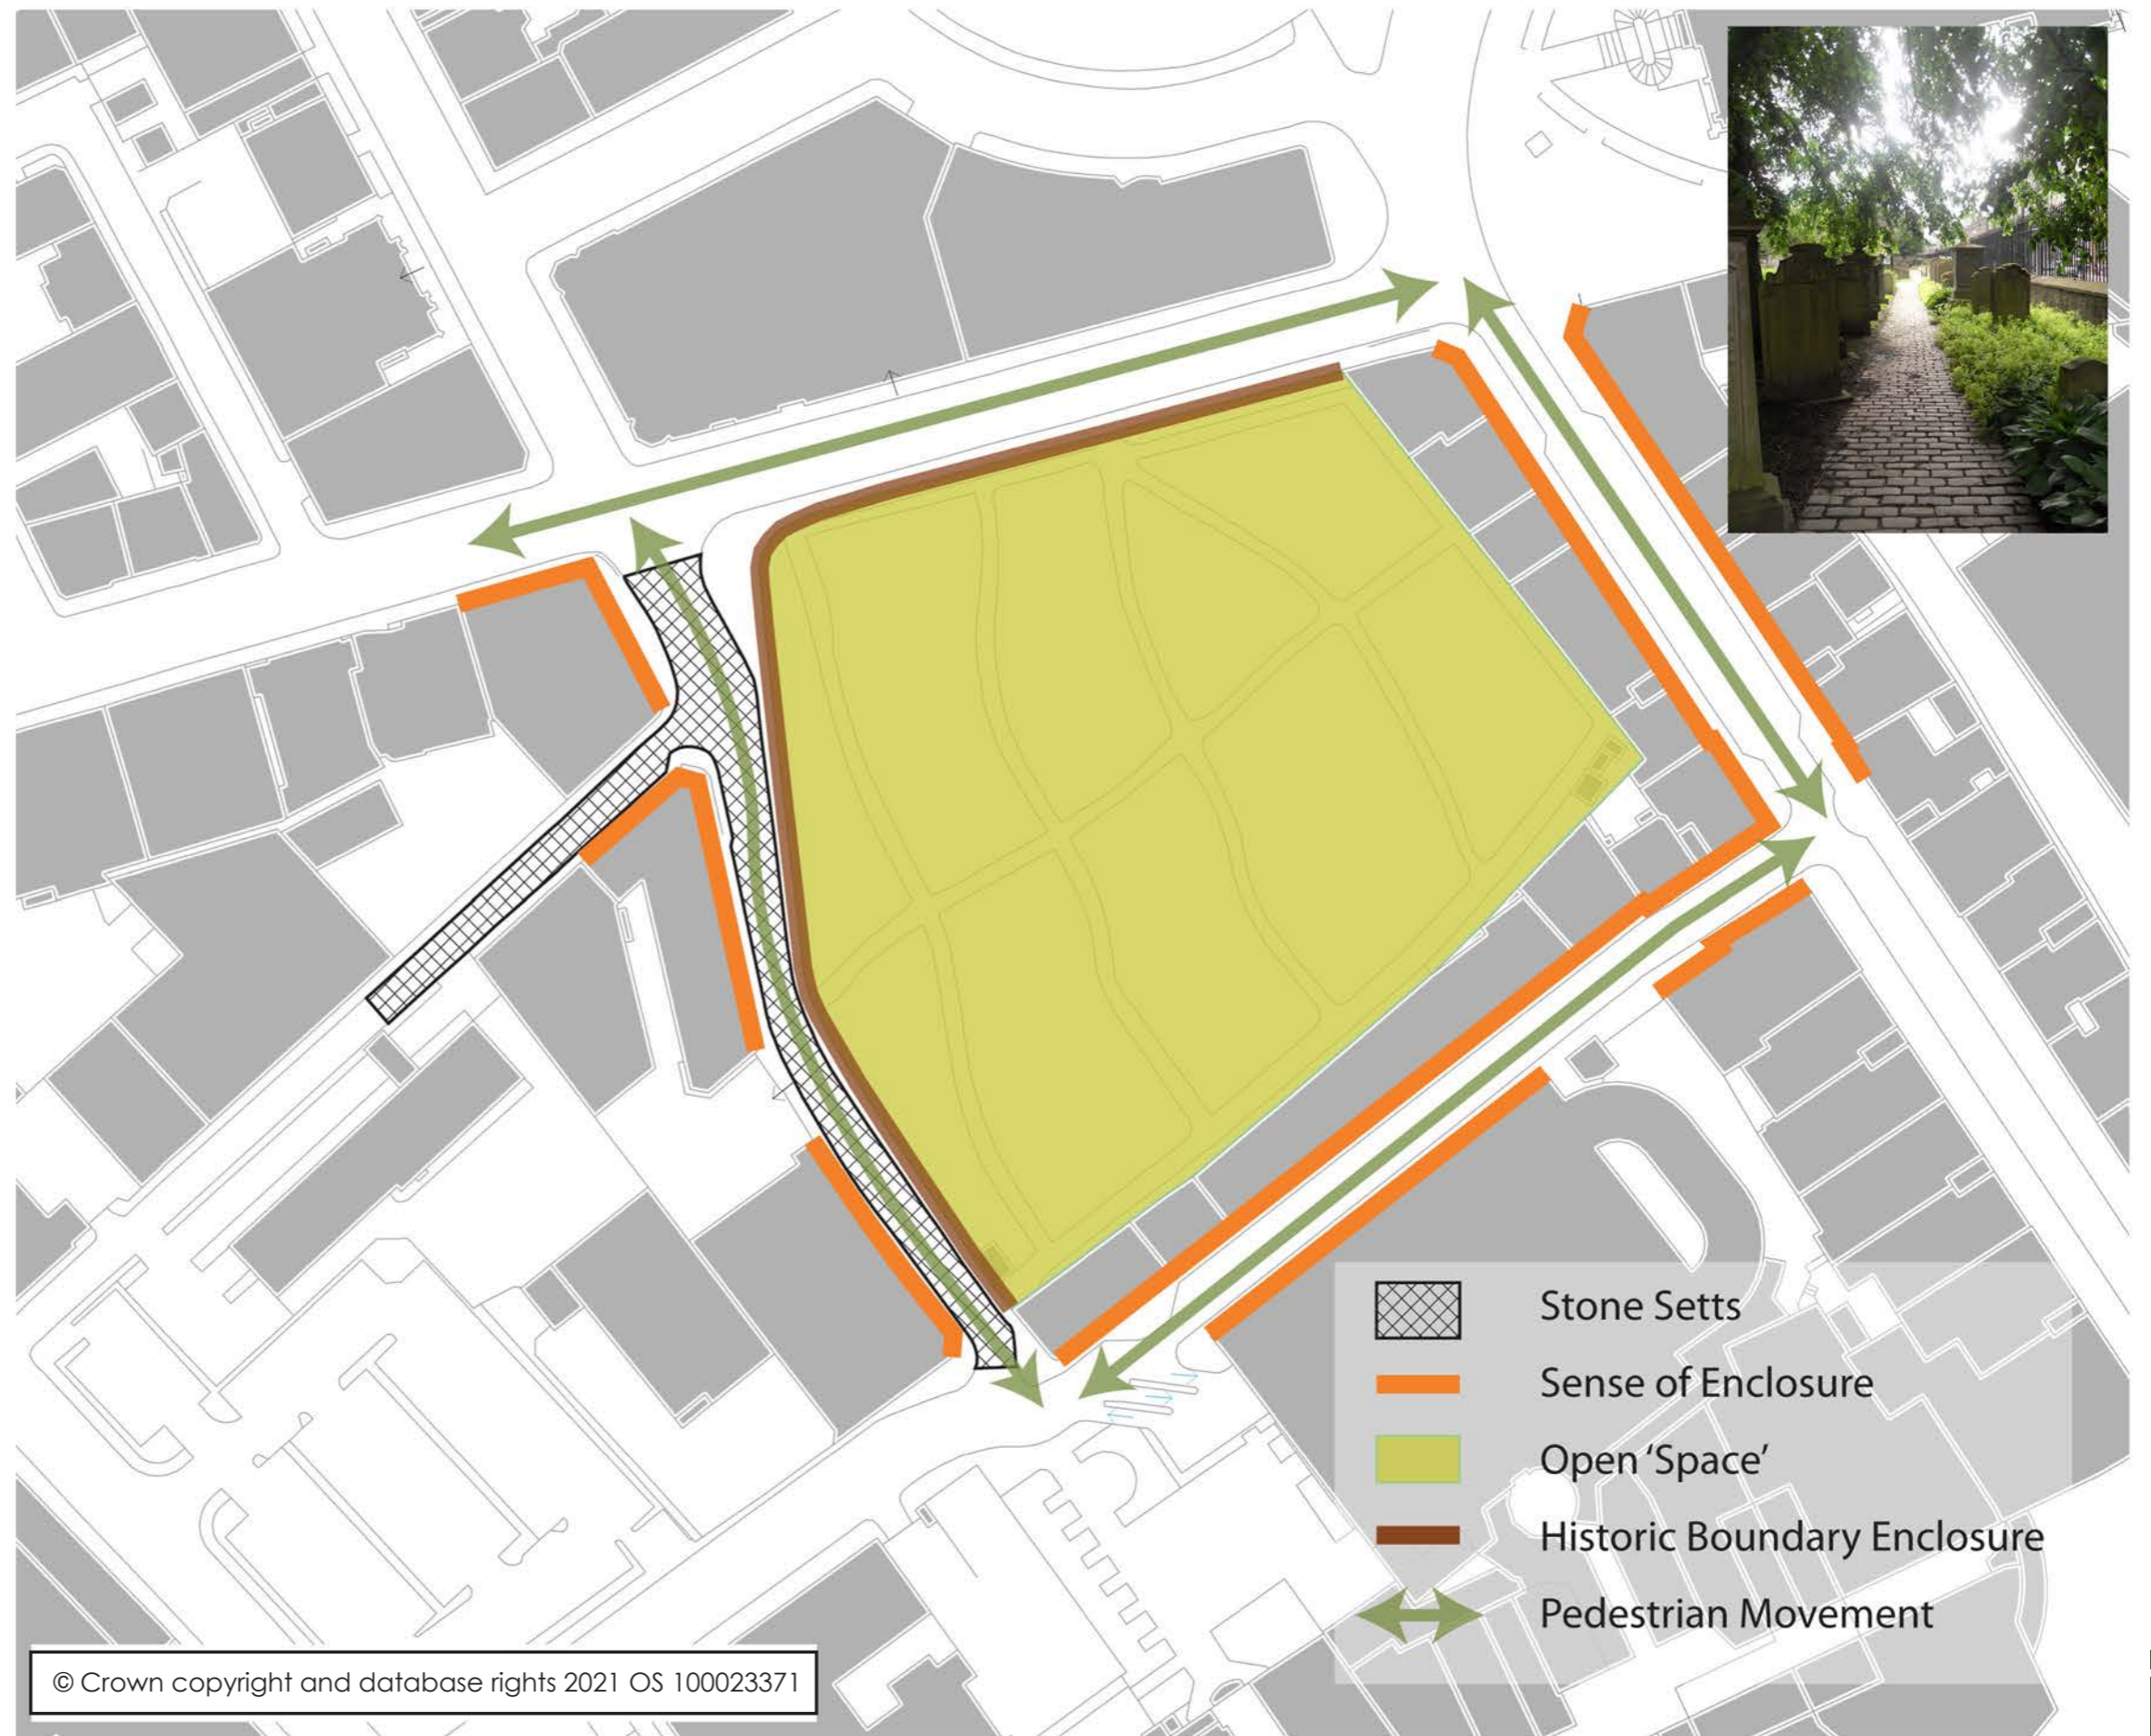 Stone Setts
Sense of Enclosure
Open 'Space'
Historic Boundary Enclosure
Pedestrian Movement
© Crown copyright and database rights 2021 OS 100023371